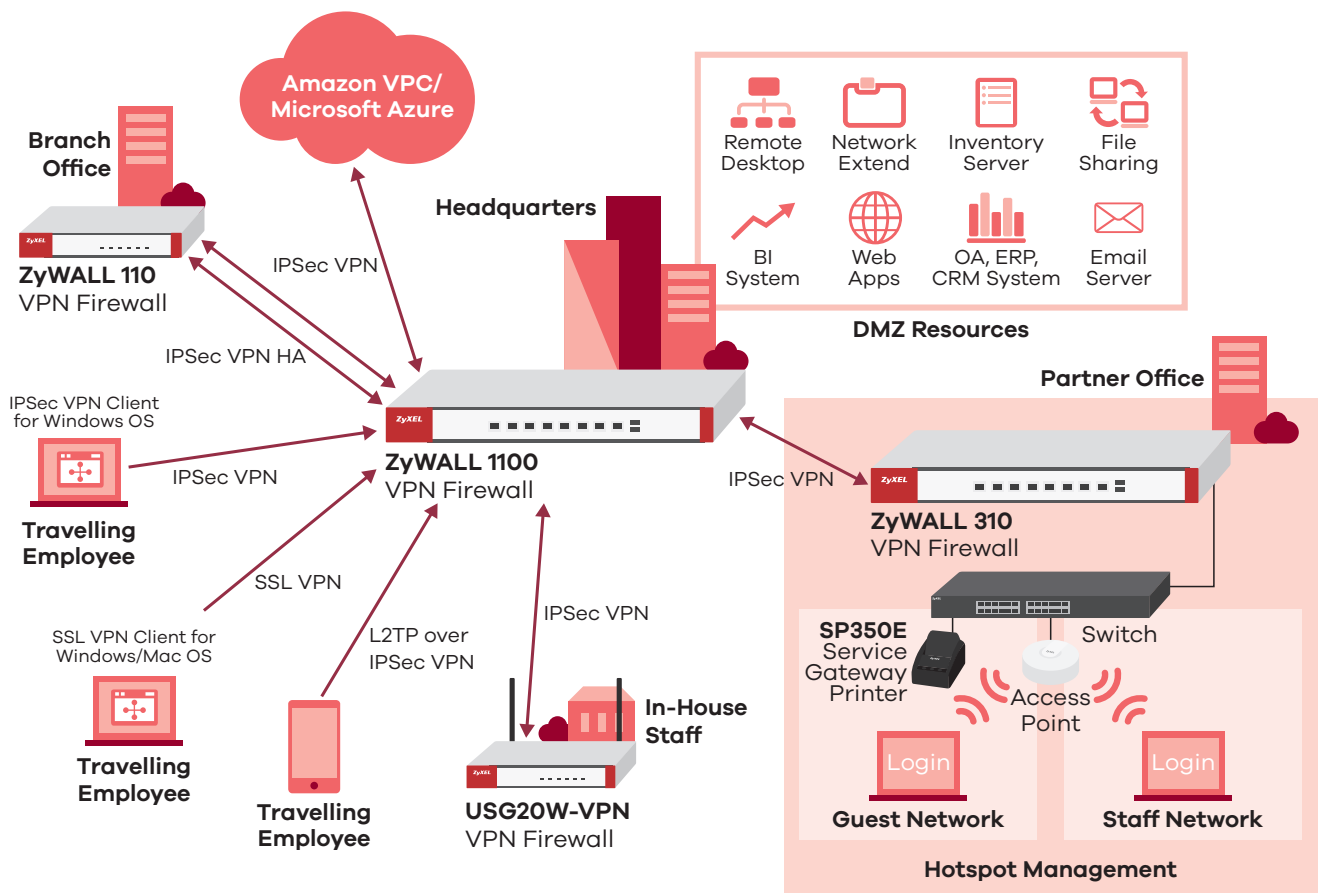 Amazon VPC/
Microsoft Azure
Branch
Office
ZyXEL
ZyWALL 110
VPN Firewall
IPSec VPN
IPSec VPN HA
Headquarters
Remote
Desktop
Network
Extend
Inventory
Server
File
Sharing
BI
System
Web
Apps
OA, ERP,
CRM System
Email
Server
DMZ Resources
ZyXEL
ZyWALL 1100
VPN Firewall
IPSec VPN Client
for Windows OS
IPSec VPN
Travelling
Employee
SSL VPN
SSL VPN Client for
Windows/Mac OS
Travelling
Employee
L2TP over
IPSec VPN
Travelling
Employee
IPSec VPN
In-House
Staff
ZyXEL
USG20W-VPN
VPN Firewall
IPSec VPN
Partner Office
ZyXEL
ZyWALL 310
VPN Firewall
Switch
SP350E
Service
Gateway
Printer
Access
Point
Login
Guest Network
Login
Staff Network
Hotspot Management